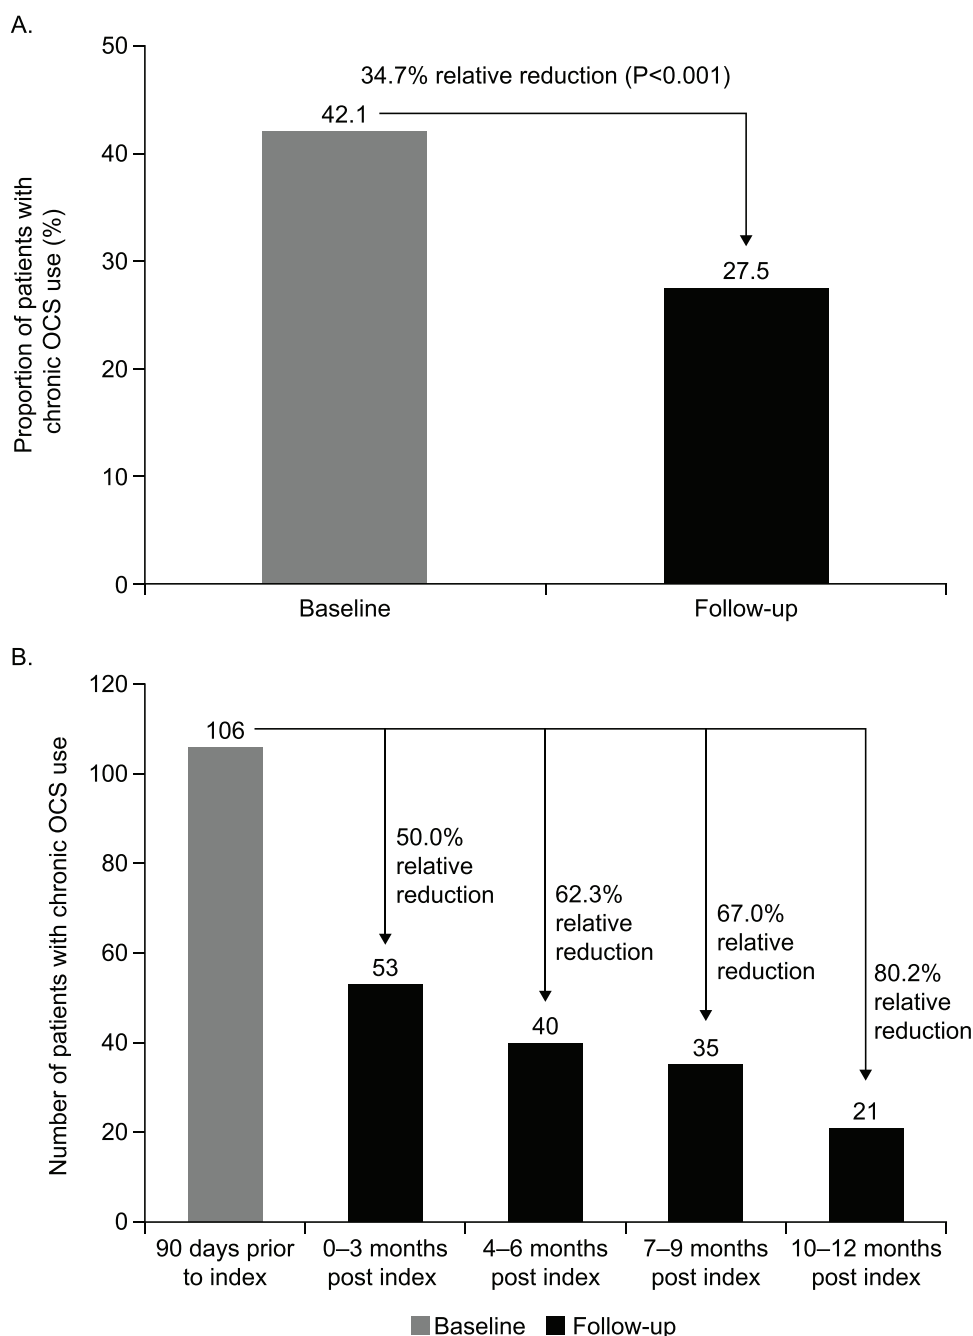 A.
50
40
30
20
10
0
Proportion of patients with
chronic OCS use (%)
34.7% relative reduction (P<0.001)
42.1
27.5
Baseline
Follow-up
B.
120
100
80
60
40
20
0
Number of patients with chronic OCS use
106
50.0%
relative
reduction
53
62.3%
relative
reduction
40
67.0%
relative
reduction
35
80.2%
relative
reduction
21
90 days prior
to index
0–3 months
post index
4–6 months
post index
7–9 months
post index
10–12 months
post index
Baseline
Follow-up